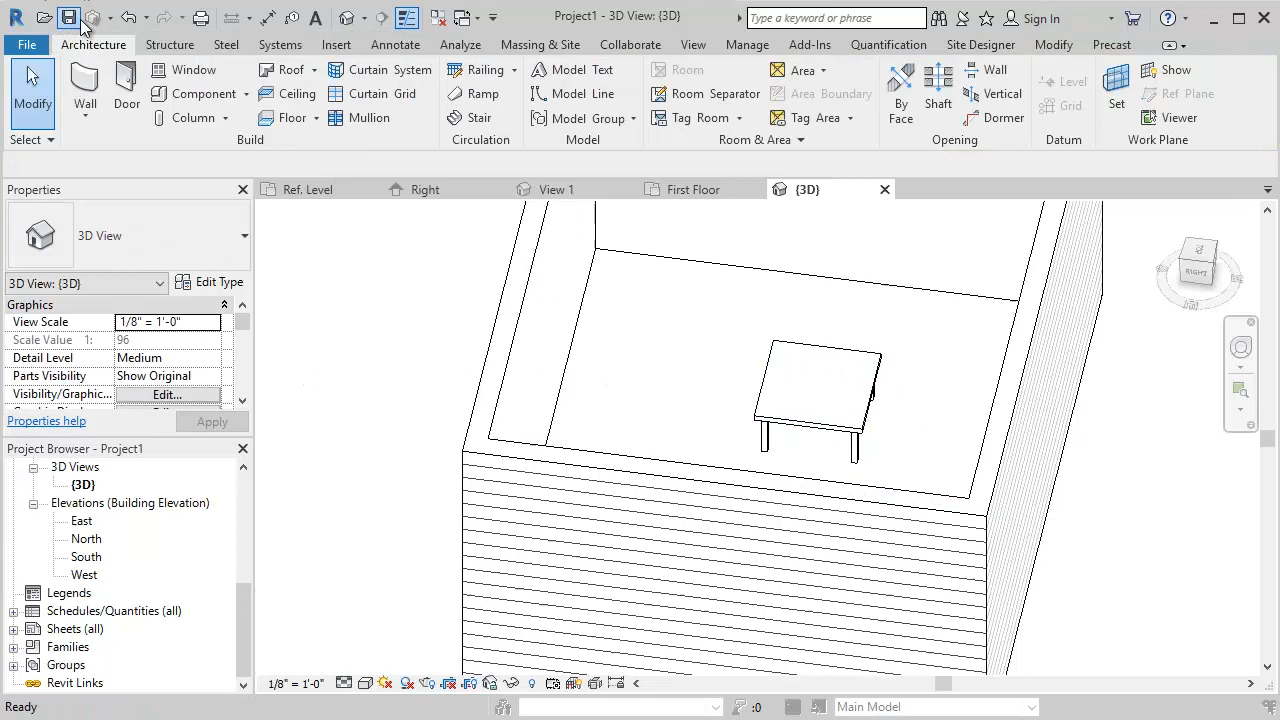 Project1 - 3D View: {3D}
Type a keyword or phrase
Sign In
File Architecture Structure Steel Systems Insert Annotate Analyze Massing & Site Collaborate View Manage Add-Ins Quantification Site Designer Modify Precast
Modify
Select
Wall
Door
Window
Component
Column
Roof
Ceiling
Floor
Curtain System
Curtain Grid
Mullion
Build
Railing
Ramp
Stair
Circulation
Model Text
Model Line
Model Group
Model
Room
Room Separator
Tag Room
Area
Area Boundary
Tag Area
Room & Area
By Face
Shaft
Wall
Vertical
Dormer
Opening
Level
Grid
Datum
Set
Show
Ref Plane
Viewer
Work Plane
Properties
Ref. Level
Right
View 1
First Floor
{3D}
3D View
3D View: {3D}
Edit Type
Graphics
View Scale 1/8" = 1'-0"
Scale Value 1: 96
Detail Level Medium
Parts Visibility Show Original
Visibility/Graphic... Edit...
Properties help
Apply
RIGHT
Project Browser - Project1
3D Views
{3D}
Elevations (Building Elevation)
East
North
South
West
Legends
Schedules/Quantities (all)
Sheets (all)
Families
Groups
Revit Links
1/8" = 1'-0"
Ready
:0
Main Model